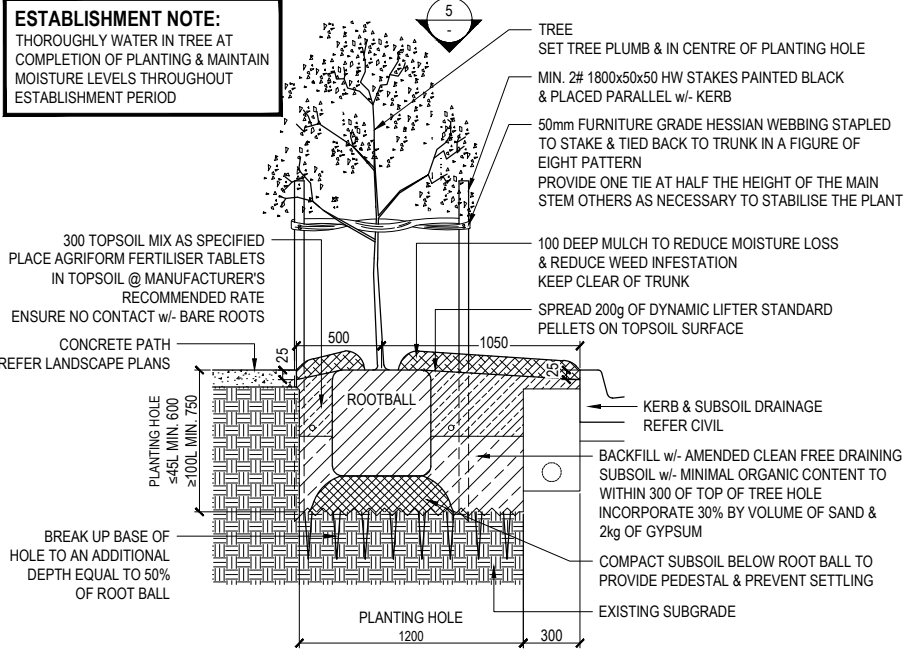 ESTABLISHMENT NOTE:
THOROUGHLY WATER IN TREE AT
COMPLETION OF PLANTING & MAINTAIN
MOISTURE LEVELS THROUGHOUT
ESTABLISHMENT PERIOD
5
-
TREE
SET TREE PLUMB & IN CENTRE OF PLANTING HOLE
MIN. 2# 1800x50x50 HW STAKES PAINTED BLACK
& PLACED PARALLEL w/- KERB
50mm FURNITURE GRADE HESSIAN WEBBING STAPLED
TO STAKE & TIED BACK TO TRUNK IN A FIGURE OF
EIGHT PATTERN
PROVIDE ONE TIE AT HALF THE HEIGHT OF THE MAIN
STEM OTHERS AS NECESSARY TO STABILISE THE PLANT
300 TOPSOIL MIX AS SPECIFIED
PLACE AGRIFORM FERTILISER TABLETS
IN TOPSOIL @ MANUFACTURER'S
RECOMMENDED RATE
ENSURE NO CONTACT w/- BARE ROOTS
100 DEEP MULCH TO REDUCE MOISTURE LOSS
& REDUCE WEED INFESTATION
KEEP CLEAR OF TRUNK
SPREAD 200g OF DYNAMIC LIFTER STANDARD
PELLETS ON TOPSOIL SURFACE
CONCRETE PATH
REFER LANDSCAPE PLANS
25
500
1050
25
ROOTBALL
PLANTING HOLE
≤45L MIN. 600
≥100L MIN. 750
KERB & SUBSOIL DRAINAGE
REFER CIVIL
BACKFILL w/- AMENDED CLEAN FREE DRAINING
SUBSOIL w/- MINIMAL ORGANIC CONTENT TO
WITHIN 300 OF TOP OF TREE HOLE
INCORPORATE 30% BY VOLUME OF SAND &
2kg OF GYPSUM
BREAK UP BASE OF
HOLE TO AN ADDITIONAL
DEPTH EQUAL TO 50%
OF ROOT BALL
COMPACT SUBSOIL BELOW ROOT BALL TO
PROVIDE PEDESTAL & PREVENT SETTLING
EXISTING SUBGRADE
PLANTING HOLE
1200
300